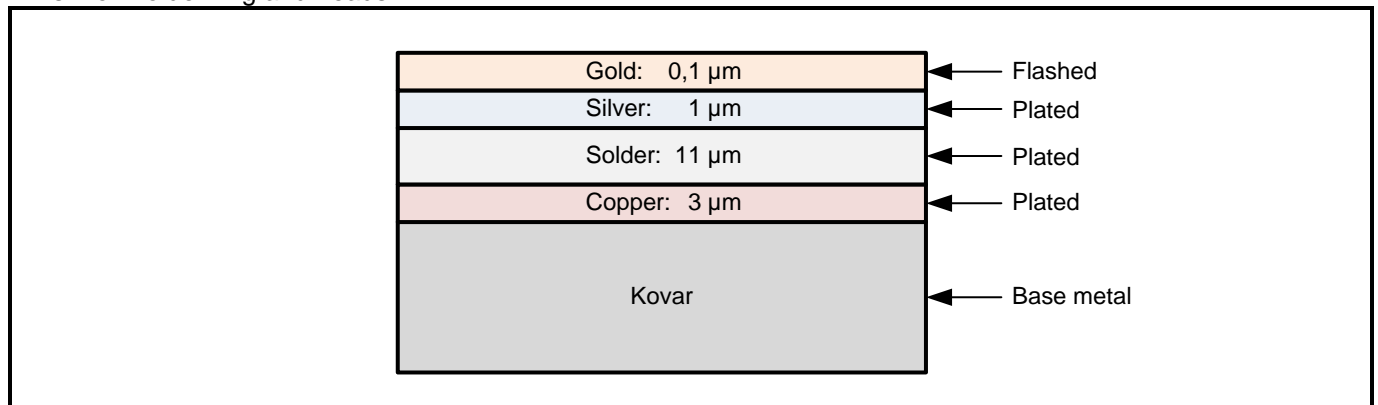 Gold: 0,1 µm Flashed
Silver: 1 µm Plated
Solder: 11 µm Plated
Copper: 3 µm Plated
Kovar Base metal